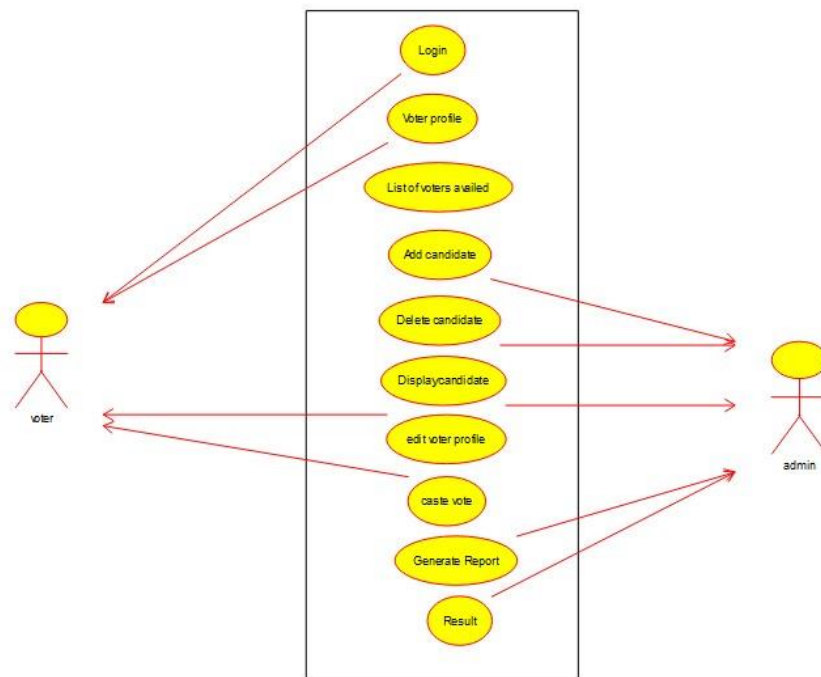 Login
Voter profile
List of voters availed
Add candidate
Delete candidate
Displaycandidate
edit voter profile
caste vote
Generate Report
Result
voter
admin